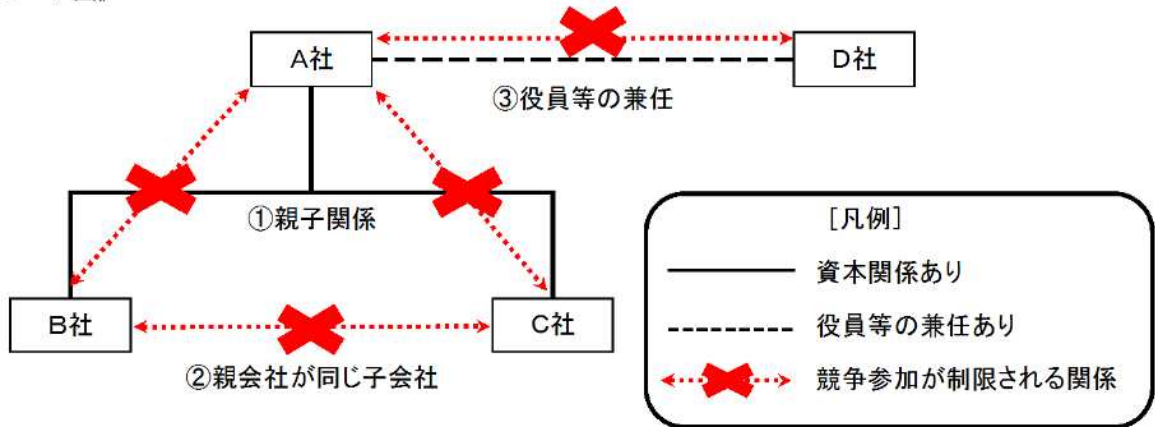 A社
D社
③役員等の兼任
①親子関係
B社
C社
②親会社が同じ子会社
[凡例]
資本関係あり
役員等の兼任あり
競争参加が制限される関係